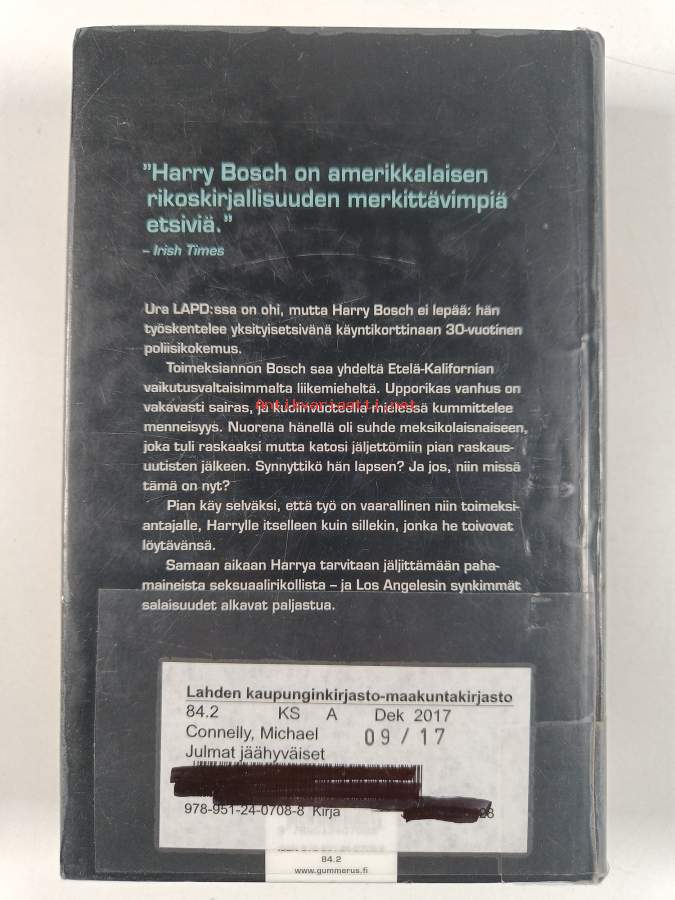 ”Harry Bosch on amerikkalaisen
rikoskirjallisuuden merkittävimpiä
etsiviä.”
– Irish Times
Ura LAPD:ssa on ohi, mutta Harry Bosch ei lepää: hän
työskentelee yksityisetsivänä käyntikorttinaan 30-vuotinen
poliisikokemus.
Toimeksiannon Bosch saa yhdeltä Etelä-Kalifornian
vaikutusvaltaisimmalta liikemieheltä. Upporikas vanhus on
vakavasti sairas, ja kuolinvuoteella mielessä kummittelee
Antikvariaatti.net
menneisyys. Nuorena hänellä oli suhde meksikolaisnaiseen,
joka tuli raskaaksi mutta katosi jäljettömiin pian raskaus-
uutisten jälkeen. Synnyttikö hän lapsen? Ja jos, niin missä
tämä on nyt?
Pian käy selväksi, että työ on vaarallinen niin toimeksi-
antajalle, Harrylle itselleen kuin sillekin, jonka he toivovat
löytävänsä.
Samaan aikaan Harrya tarvitaan jäljittämään paha-
maineista seksuaalirikollista – ja Los Angelesin synkimmät
salaisuudet alkavat paljastua.
Lahden kaupunginkirjasto-maakuntakirjasto
84.2 KS A Dek 2017
Connelly, Michael 09 / 17
Julmat jäähyväiset
978-951-24-0708-8 Kirja
84.2
www.gummerus.fi